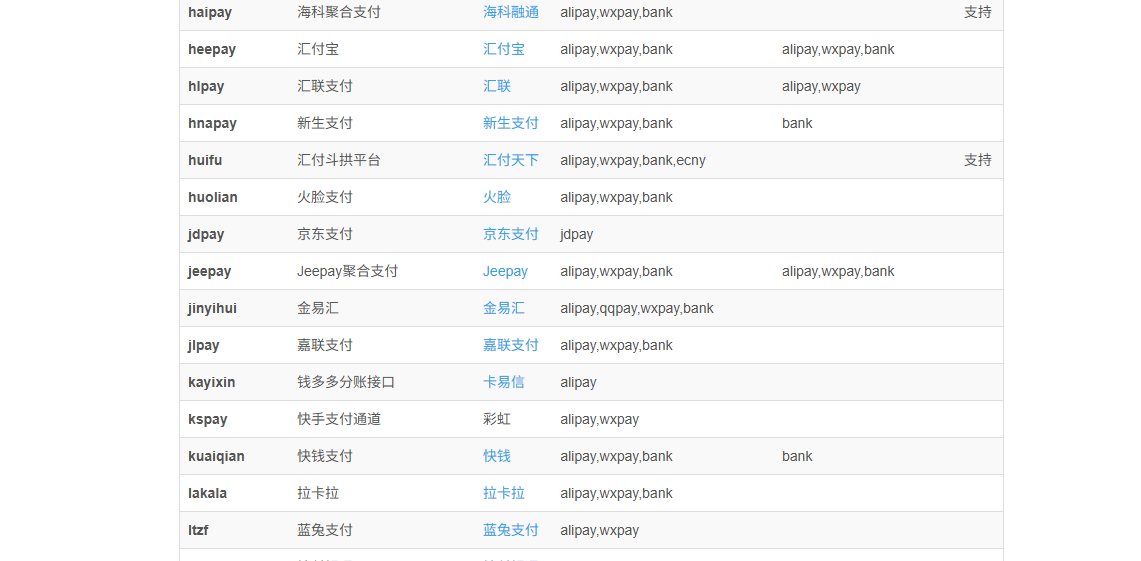 haipay 海科聚合支付 海科融通 alipay,wxpay,bank 支持
heepay 汇付宝 汇付宝 alipay,wxpay,bank alipay,wxpay,bank
hlpay 汇联支付 汇联 alipay,wxpay,bank alipay,wxpay
hnapay 新生支付 新生支付 alipay,wxpay,bank bank
huifu 汇付斗拱平台 汇付天下 alipay,wxpay,bank,ecny 支持
huolian 火脸支付 火脸 alipay,wxpay,bank
jdpay 京东支付 京东支付 jdpay
jeepay Jeepay聚合支付 Jeepay alipay,wxpay,bank alipay,wxpay,bank
jinyihui 金易汇 金易汇 alipay,qqpay,wxpay,bank
jlpay 嘉联支付 嘉联支付 alipay,wxpay,bank
kayixin 钱多多分账接口 卡易信 alipay
kspay 快手支付通道 彩虹 alipay,wxpay
kuaiqian 快钱支付 快钱 alipay,wxpay,bank bank
lakala 拉卡拉 拉卡拉 alipay,wxpay,bank
ltzf 蓝兔支付 蓝兔支付 alipay,wxpay